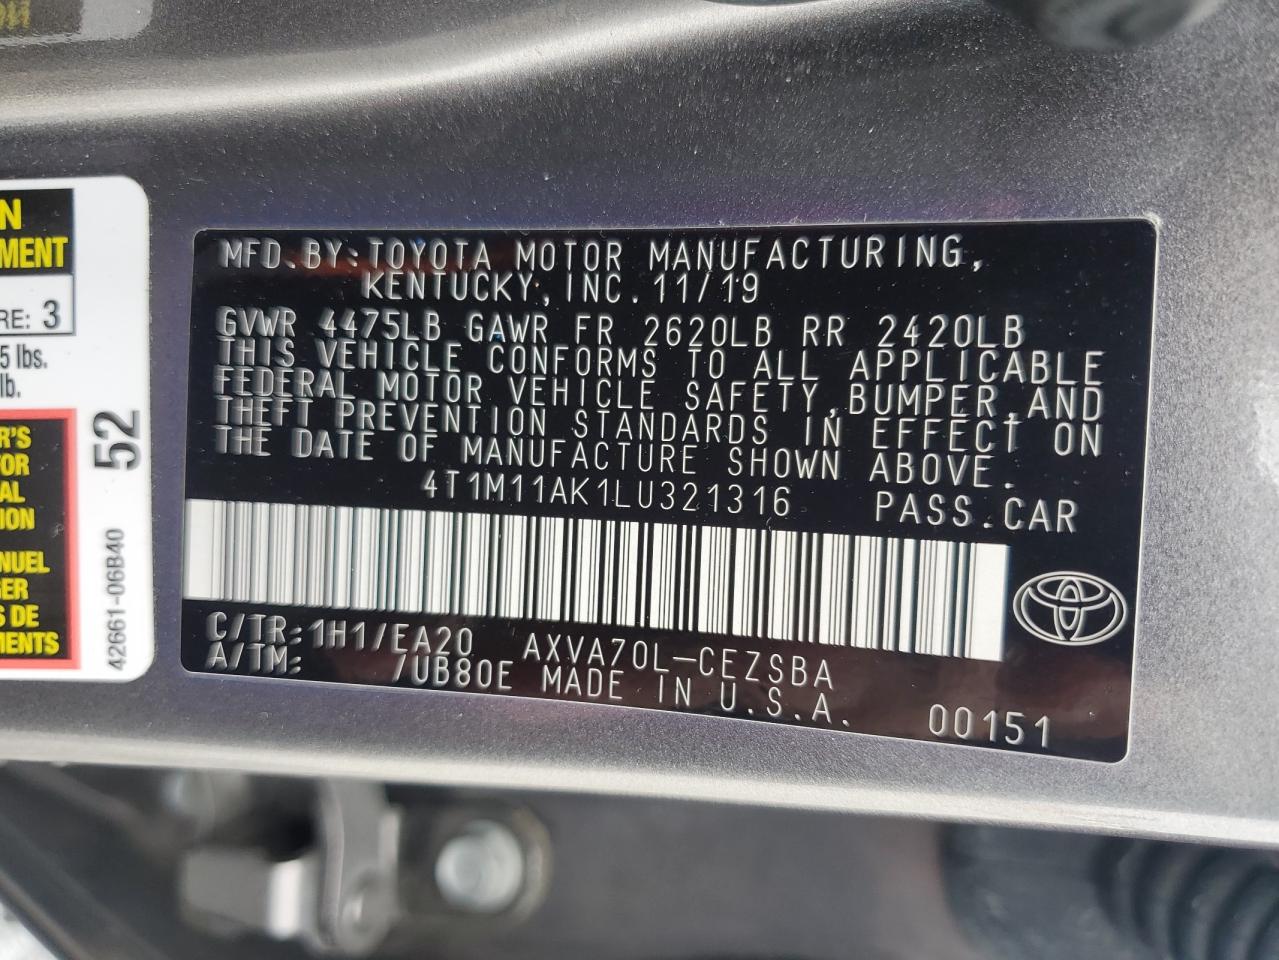 N
EMENT
RE: 3
5 lbs.
lb.
R'S
TOR
AL
TION
NUEL
GER
S DE
EMENTS
52
42661-06B40
MFD.BY:TOYOTA MOTOR MANUFACTURING,
KENTUCKY,INC.11/19
GVWR 4475LB GAWR FR 2620LB RR 2420LB
THIS VEHICLE CONFORMS TO ALL APPLICABLE
FEDERAL MOTOR VEHICLE SAFETY,BUMPER,AND
THEFT PREVENTION STANDARDS IN EFFECT ON
THE DATE OF MANUFACTURE SHOWN ABOVE.
4T1M11AK1LU321316 PASS.CAR
C/TR:1H1/EA20 AXVA70L-CEZSBA
A/TM: /UB80E MADE IN U.S.A. 00151